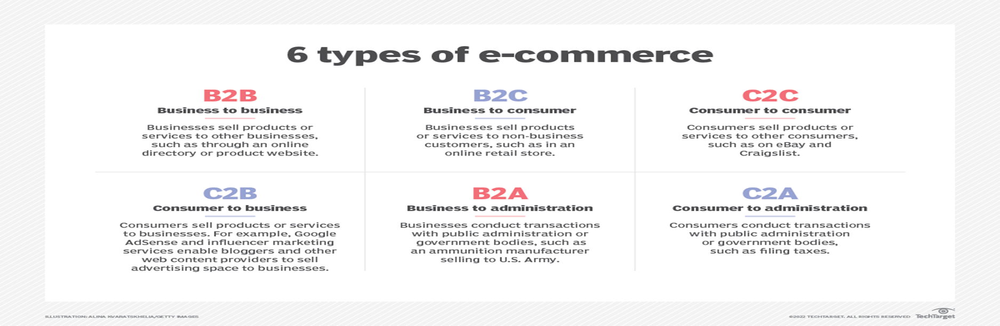 6 types of e-commerce
B2B
Business to business
Businesses sell products or
services to other businesses,
such as through an online
directory or product website.
B2C
Business to consumer
Businesses sell products
or services to non-business
customers, such as in an
online retail store.
C2C
Consumer to consumer
Consumers sell products or
services to other consumers,
such as on eBay and
Craigslist.
C2B
Consumer to business
Consumers sell products or services
to businesses. For example, Google
AdSense and influencer marketing
services enable bloggers and other
web content providers to sell
advertising space to businesses.
B2A
Business to administration
Businesses conduct transactions
with public administration or
government bodies, such as
an ammunition manufacturer
selling to U.S. Army.
C2A
Consumer to administration
Consumers conduct transactions
with public administration
or government bodies,
such as filing taxes.
ILLUSTRATION: ALINA KVARATSKHELIA/GETTY IMAGES
©2022 TECHTARGET. ALL RIGHTS RESERVED
TechTarget